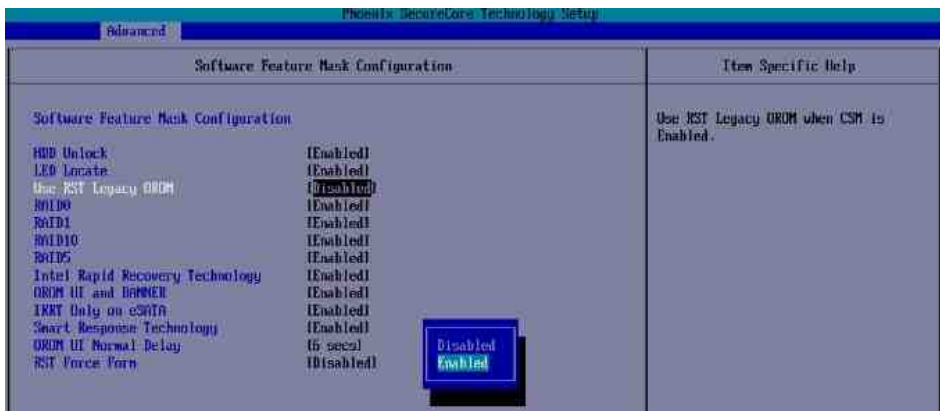 Phoenix SecureCore Technology Setup
Advanced
Software Feature Mask Configuration
Item Specific Help
Software Feature Mask Configuration
Use RST Legacy OROM when CSM is
Enabled.
HDD Unlock [Enabled]
LED Locate [Enabled]
Use RST Legacy OROM [Disabled]
RAID0 [Enabled]
RAID1 [Enabled]
RAID10 [Enabled]
RAID5 [Enabled]
Intel Rapid Recovery Technology [Enabled]
OROM UI and BANNER [Enabled]
IRRT Only on eSATA [Enabled]
Smart Response Technology [Enabled]
OROM UI Normal Delay [6 secs]
RST Force Form [Disabled]
Disabled
Enabled